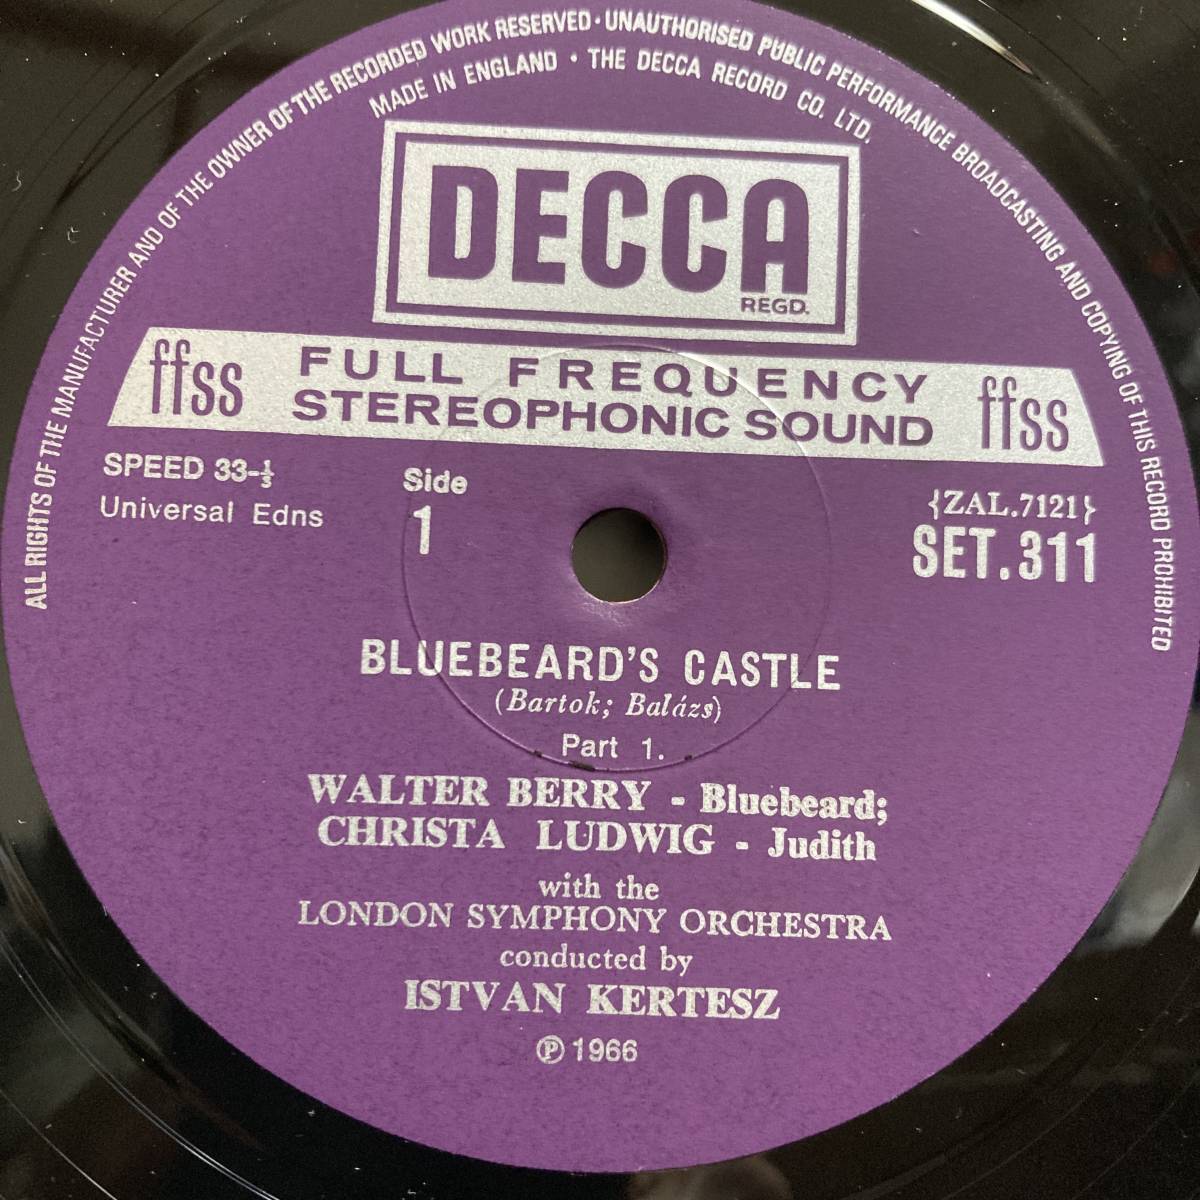 ALL RIGHTS OF THE MANUFACTURER AND OF THE OWNER OF THE RECORDED WORK RESERVED · UNAUTHORISED PUBLIC PERFORMANCE BROADCASTING AND COPYING OF THIS RECORD PROHIBITED
MADE IN ENGLAND · THE DECCA RECORD CO. LTD.
DECCA
REGD.
ffss FULL FREQUENCY ffss
STEREOPHONIC SOUND
SPEED 33-⅓
Universal Edns
Side
1
{ZAL.7121}
SET.311
BLUEBEARD'S CASTLE
(Bartok; Balázs)
Part 1.
WALTER BERRY - Bluebeard;
CHRISTA LUDWIG - Judith
with the
LONDON SYMPHONY ORCHESTRA
conducted by
ISTVAN KERTESZ
℗ 1966